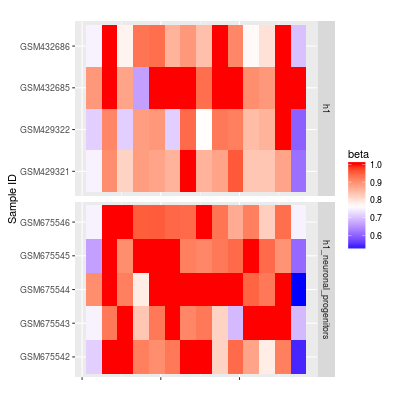 Sample ID
GSM432686
GSM432685
GSM429322
GSM429321
h1
GSM675546
GSM675545
GSM675544
GSM675543
GSM675542
h1_neuronal_progenitors
beta
1.0
0.9
0.8
0.7
0.6